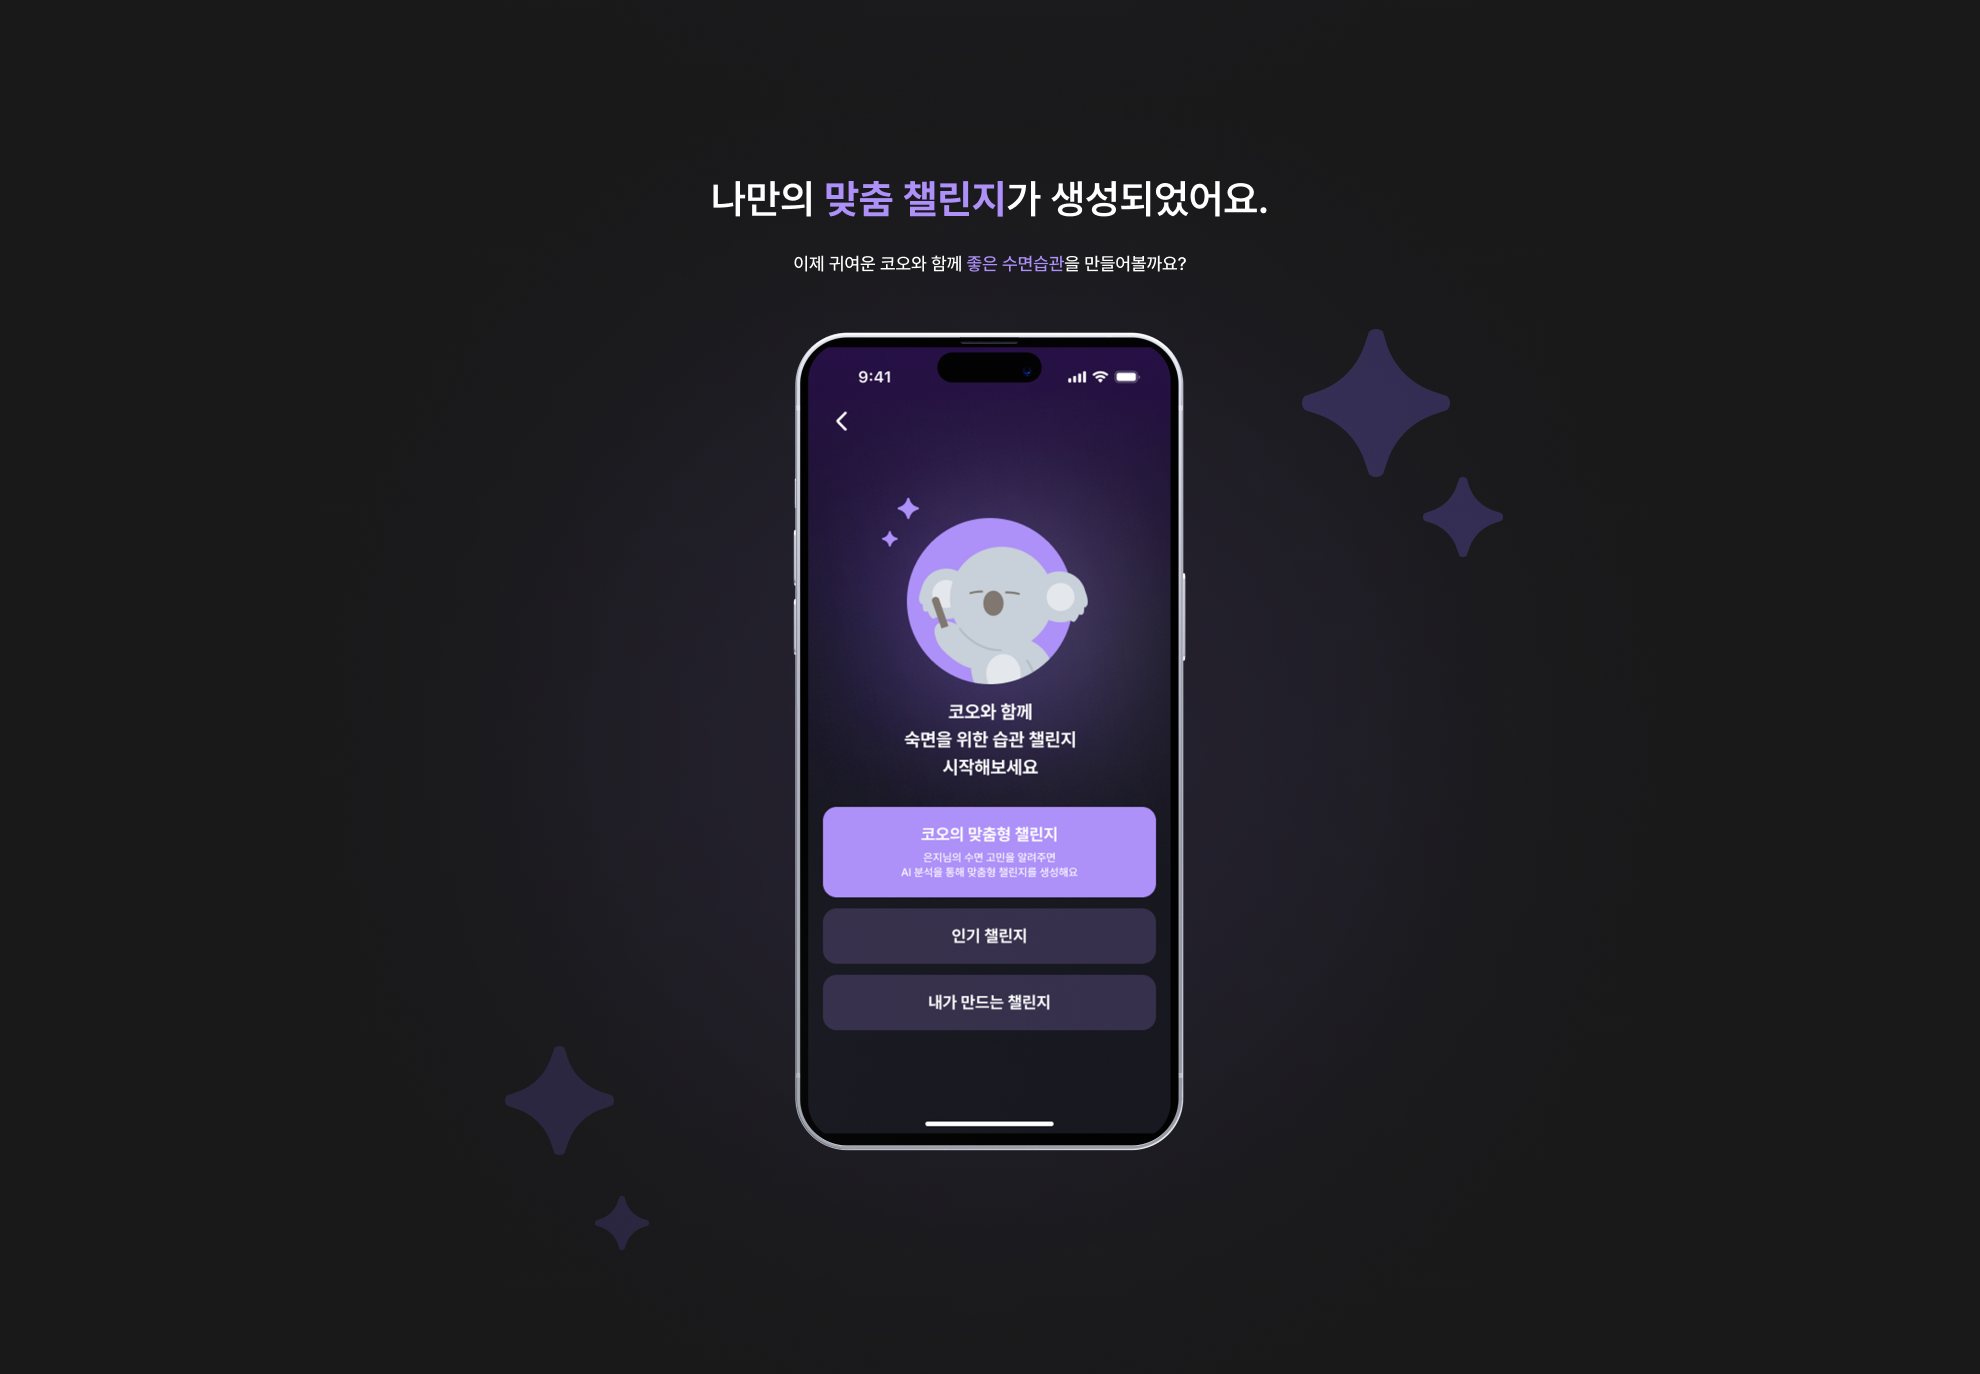 나만의 맞춤 챌린지가 생성되었어요.
이제 귀여운 코오와 함께 좋은 수면습관을 만들어볼까요?
9:41
코오와 함께
숙면을 위한 습관 챌린지
시작해보세요
코오의 맞춤형 챌린지
은지님의 수면 고민을 알려주면
AI 분석을 통해 맞춤형 챌린지를 생성해요
인기 챌린지
내가 만드는 챌린지